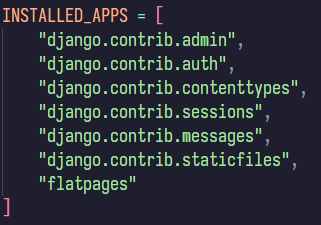 INSTALLED_APPS = [
    "django.contrib.admin",
    "django.contrib.auth",
    "django.contrib.contenttypes",
    "django.contrib.sessions",
    "django.contrib.messages",
    "django.contrib.staticfiles",
    "flatpages"
]